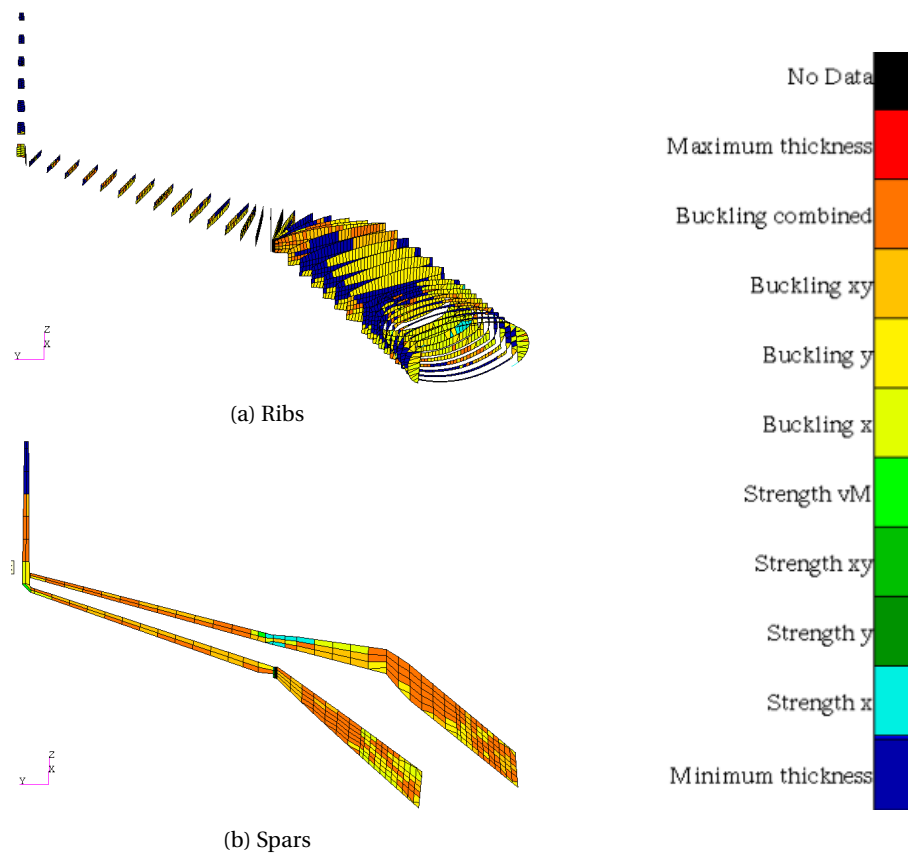 Z
X
Y
(a) Ribs
Z
X
Y
(b) Spars
No Data
Maximum thickness
Buckling combined
Buckling xy
Buckling y
Buckling x
Strength vM
Strength xy
Strength y
Strength x
Minimum thickness